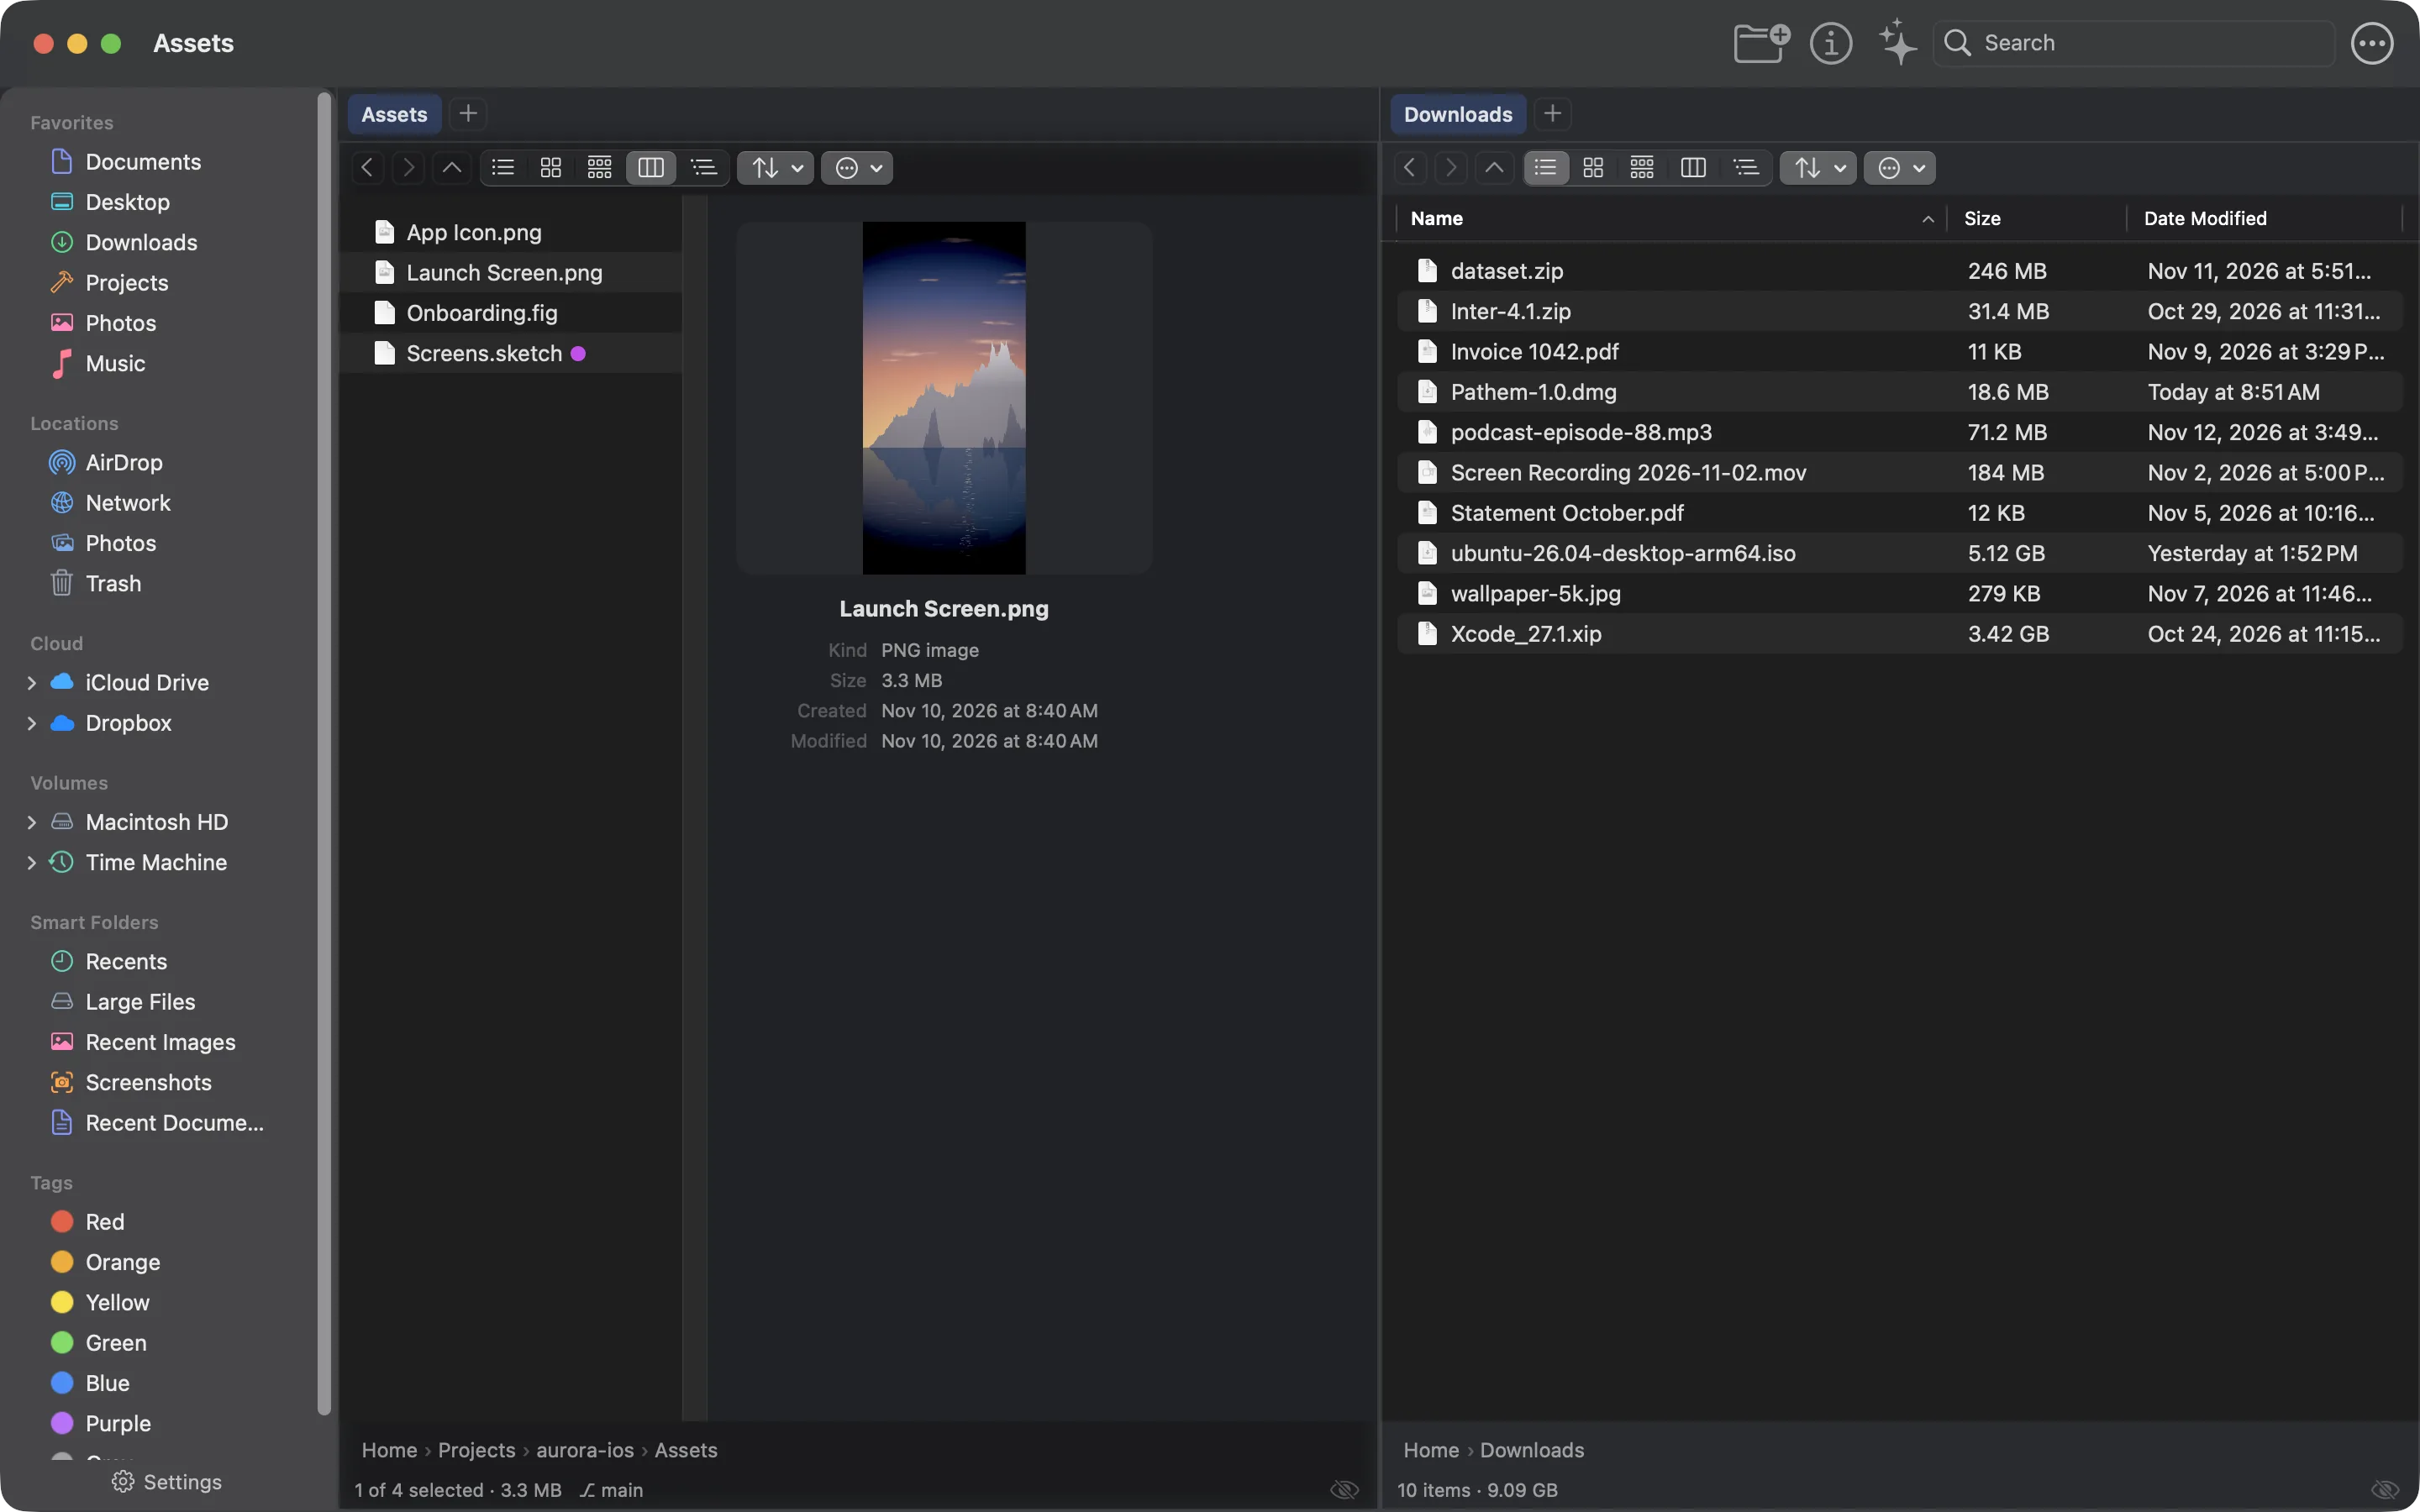 Assets
Search
Favorites
Documents
Desktop
Downloads
Projects
Photos
Music
Locations
AirDrop
Network
Photos
Trash
Cloud
iCloud Drive
Dropbox
Volumes
Macintosh HD
Time Machine
Smart Folders
Recents
Large Files
Recent Images
Screenshots
Recent Docume...
Tags
Red
Orange
Yellow
Green
Blue
Purple
Settings
Assets
App Icon.png
Launch Screen.png
Onboarding.fig
Screens.sketch
Launch Screen.png
Kind PNG image
Size 3.3 MB
Created Nov 10, 2026 at 8:40 AM
Modified Nov 10, 2026 at 8:40 AM
Home › Projects › aurora-ios › Assets
1 of 4 selected · 3.3 MB main
Downloads
Name Size Date Modified
dataset.zip 246 MB Nov 11, 2026 at 5:51...
Inter-4.1.zip 31.4 MB Oct 29, 2026 at 11:31...
Invoice 1042.pdf 11 KB Nov 9, 2026 at 3:29 P...
Pathem-1.0.dmg 18.6 MB Today at 8:51 AM
podcast-episode-88.mp3 71.2 MB Nov 12, 2026 at 3:49...
Screen Recording 2026-11-02.mov 184 MB Nov 2, 2026 at 5:00 P...
Statement October.pdf 12 KB Nov 5, 2026 at 10:16...
ubuntu-26.04-desktop-arm64.iso 5.12 GB Yesterday at 1:52 PM
wallpaper-5k.jpg 279 KB Nov 7, 2026 at 11:46...
Xcode_27.1.xip 3.42 GB Oct 24, 2026 at 11:15...
Home › Downloads
10 items · 9.09 GB